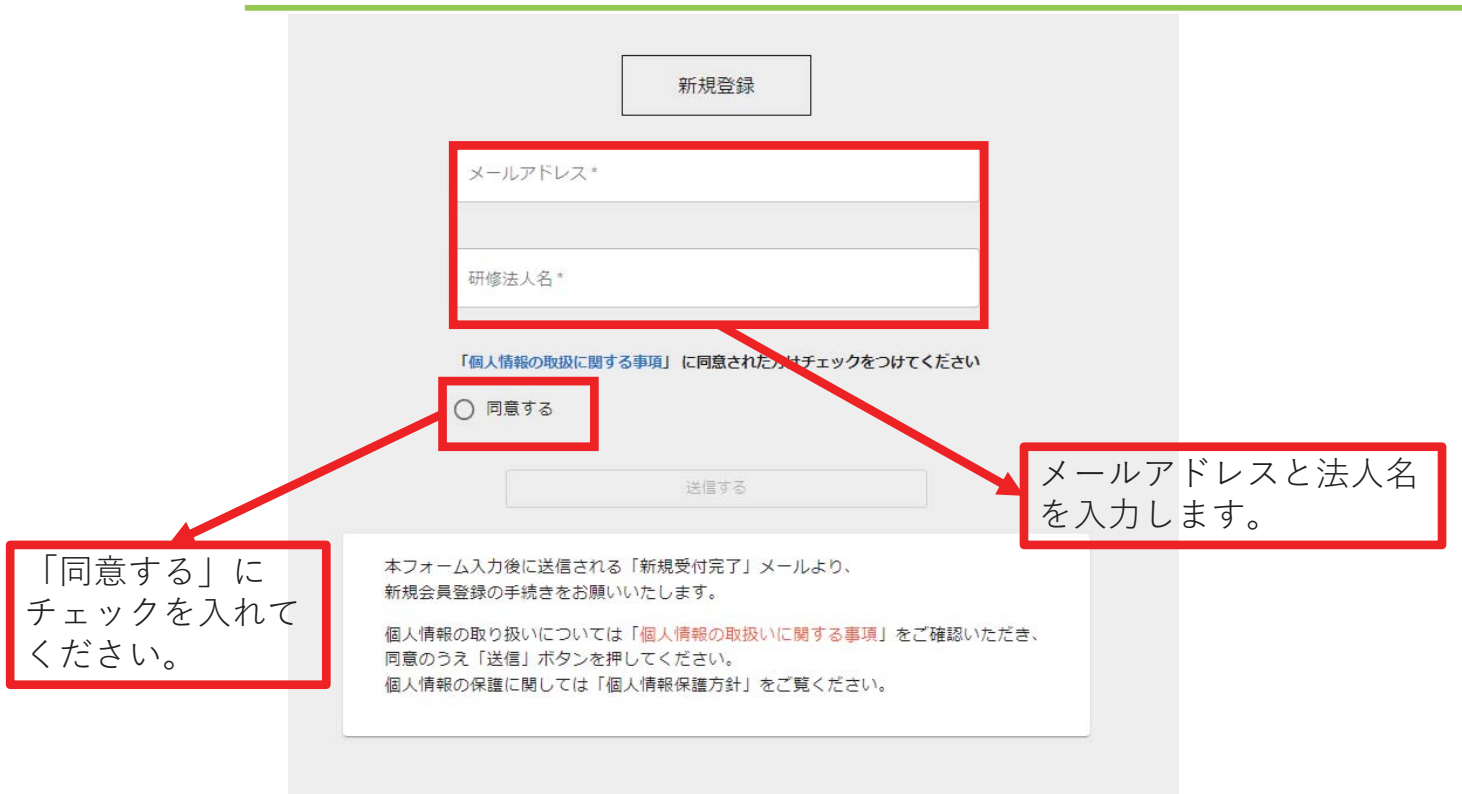 新規登録
メールアドレス*
研修法人名*
「個人情報の取扱に関する事項」 に同意された方はチェックをつけてください
同意する
送信する
メールアドレスと法人名
を入力します。
「同意する」に
チェックを入れて
ください。
本フォーム入力後に送信される「新規受付完了」メールより、
新規会員登録の手続きをお願いいたします。
個人情報の取り扱いについては「個人情報の取扱いに関する事項」をご確認いただき、
同意のうえ「送信」ボタンを押してください。
個人情報の保護に関しては「個人情報保護方針」をご覧ください。